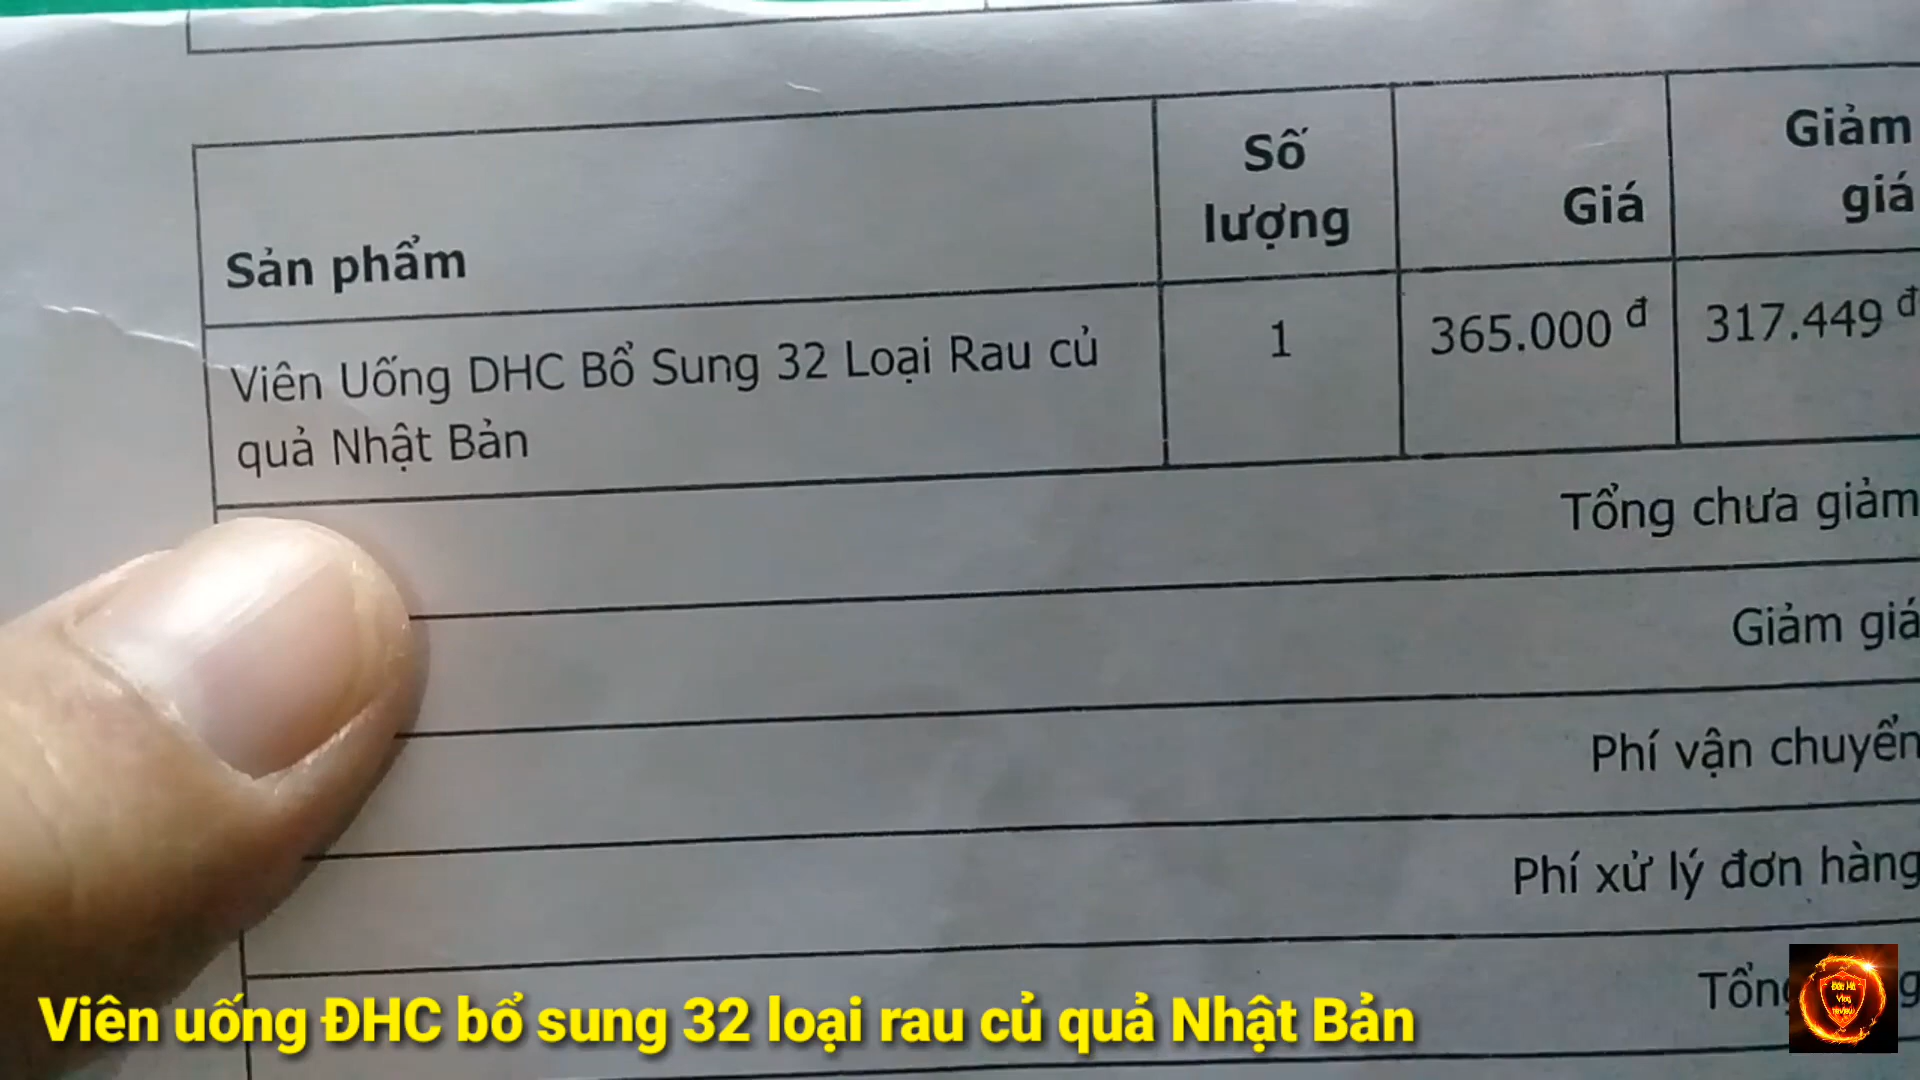 Sản phẩm
Số
lượng
Giá
Giảm
giá
Viên Uống DHC Bổ Sung 32 Loại Rau củ
quả Nhật Bản
1
365.000 đ
317.449 đ
Tổng chưa giảm
Giảm giá
Phí vận chuyển
Phí xử lý đơn hàng
Viên uống ĐHC bổ sung 32 loại rau củ quả Nhật Bản